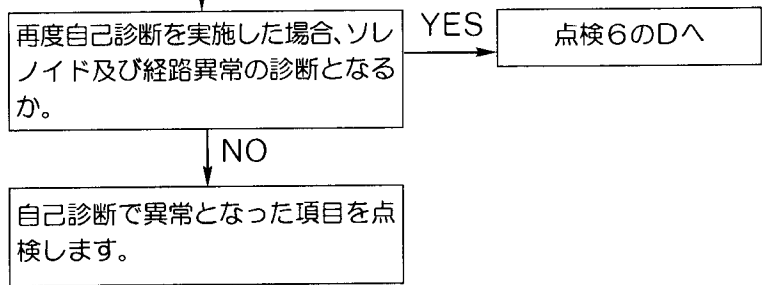 再度自己診断を実施した場合、ソレ
ノイド及び経路異常の診断となる
か。
YES
点検6のDへ
NO
自己診断で異常となった項目を点
検します。